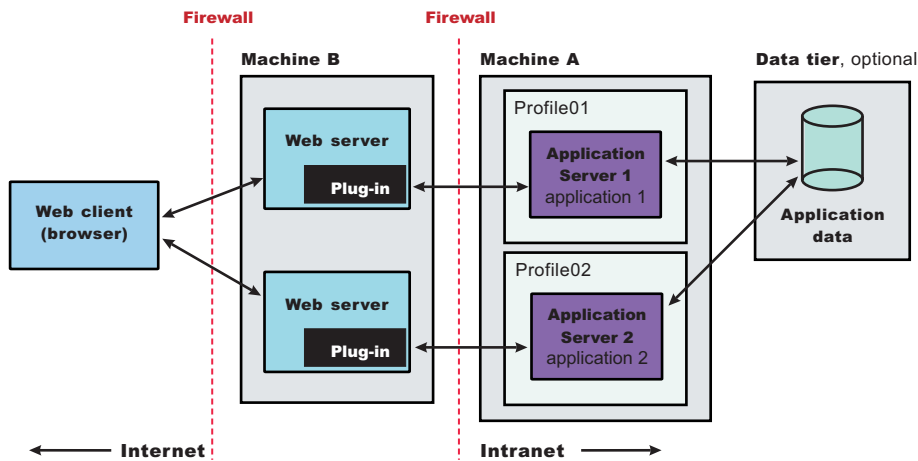 Firewall
Firewall
Machine B
Machine A
Data tier, optional
Web server
Plug-in
Profile01
Application
Server 1
application 1
Web client
(browser)
Application
data
Web server
Plug-in
Profile02
Application
Server 2
application 2
Internet
Intranet